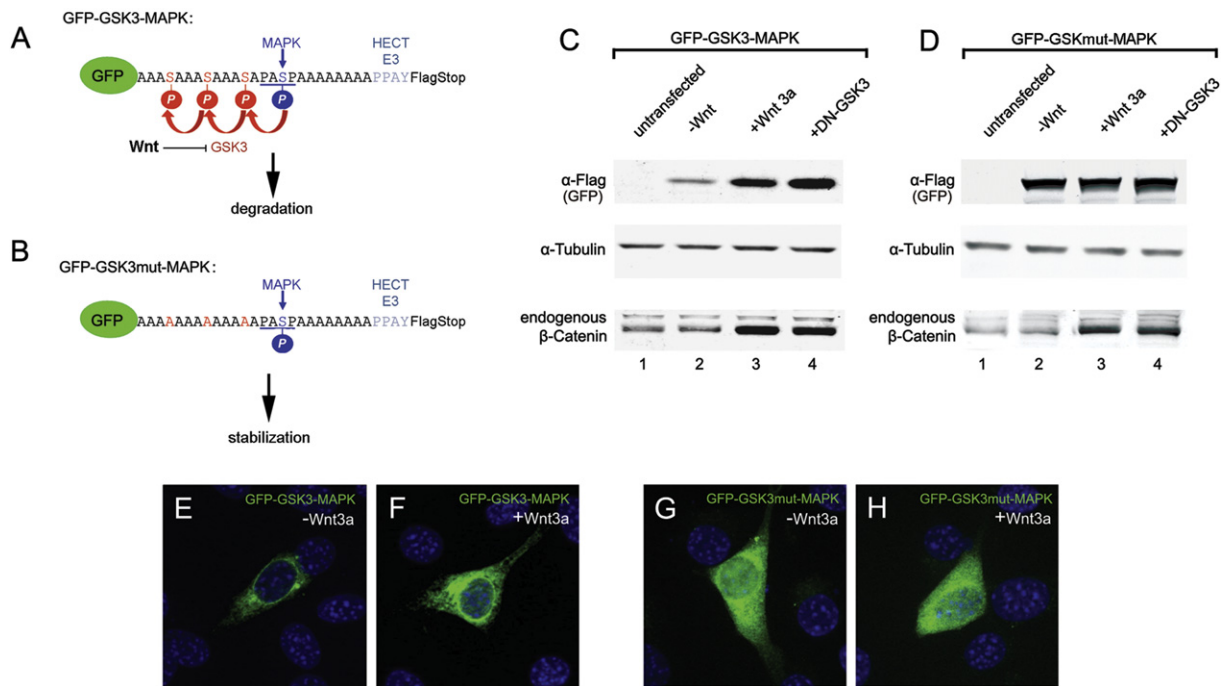 A
GFP-GSK3-MAPK:
MAPK
HECT
E3
GFP
AAASAAASAAASAPASPAAAAAAAAPPAYFlagStop
P P P P
Wnt GSK3
degradation
B
GFP-GSK3mut-MAPK:
MAPK
HECT
E3
GFP
AAAAAAAAAAAAAPASPAAAAAAAAPPAYFlagStop
P
stabilization
C
GFP-GSK3-MAPK
untransfected
-Wnt
+Wnt 3a
+DN-GSK3
α-Flag
(GFP)
α-Tubulin
endogenous
β-Catenin
1 2 3 4
D
GFP-GSKmut-MAPK
untransfected
-Wnt
+Wnt 3a
+DN-GSK3
α-Flag
(GFP)
α-Tubulin
endogenous
β-Catenin
1 2 3 4
E
GFP-GSK3-MAPK
-Wnt3a
F
GFP-GSK3-MAPK
+Wnt3a
G
GFP-GSK3mut-MAPK
-Wnt3a
H
GFP-GSK3mut-MAPK
+Wnt3a